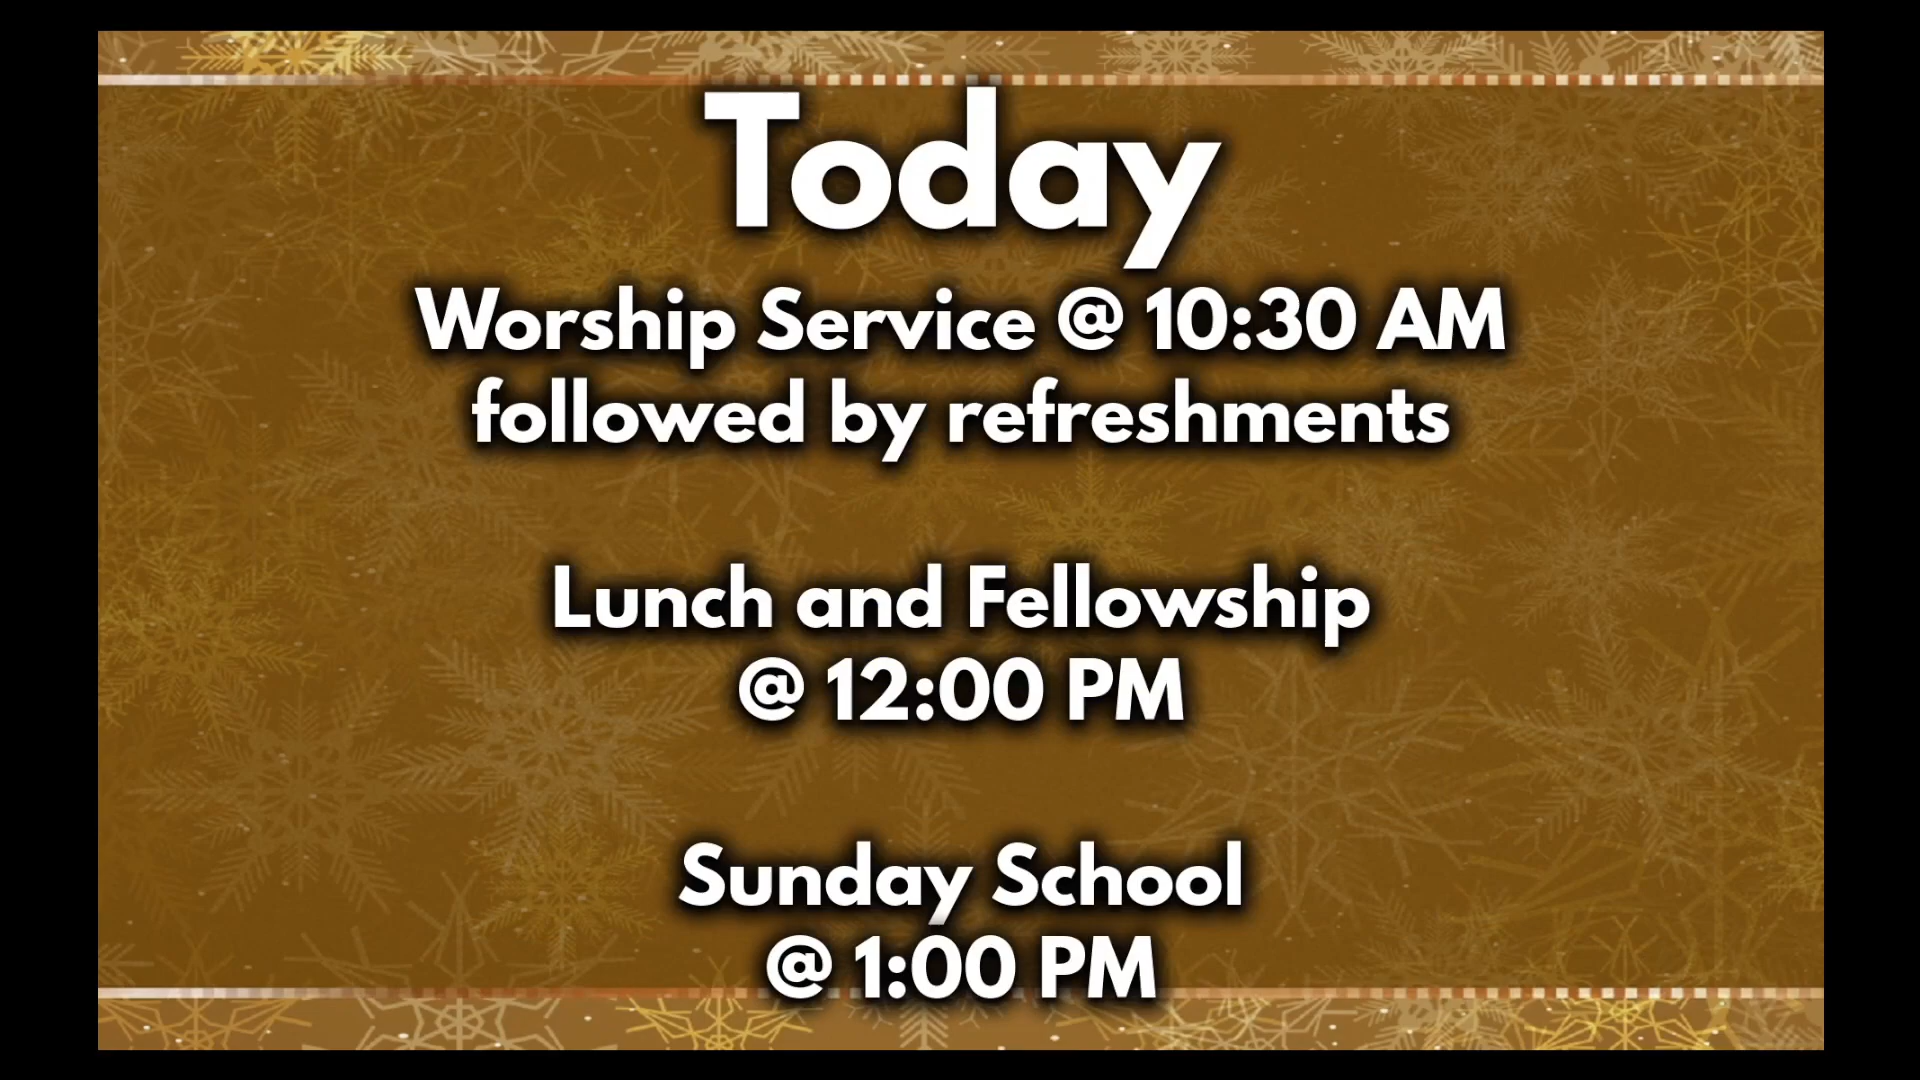 Today
Worship Service @ 10:30 AM
followed by refreshments
Lunch and Fellowship
@ 12:00 PM
Sunday School
@ 1:00 PM